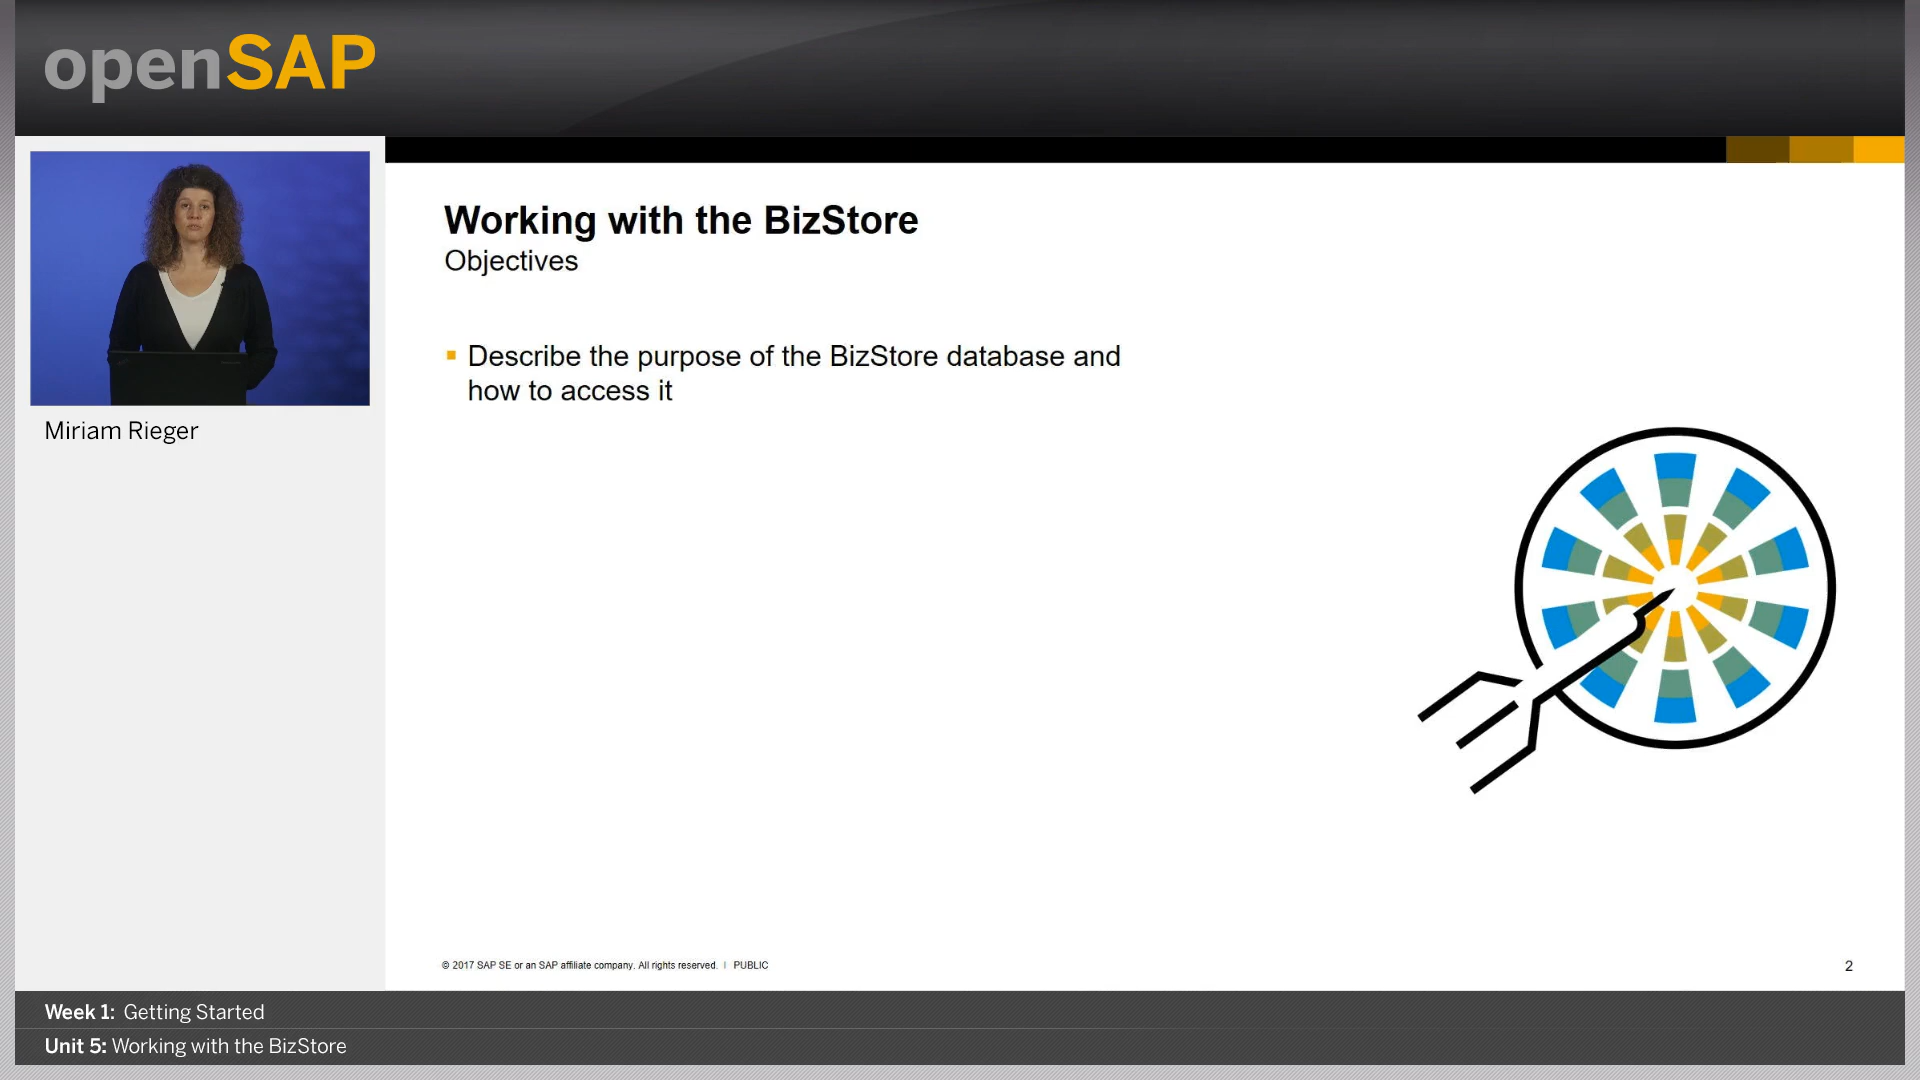 openSAP
Miriam Rieger
Working with the BizStore
Objectives
▪ Describe the purpose of the BizStore database and
how to access it
© 2017 SAP SE or an SAP affiliate company. All rights reserved. | PUBLIC
2
Week 1: Getting Started
Unit 5: Working with the BizStore